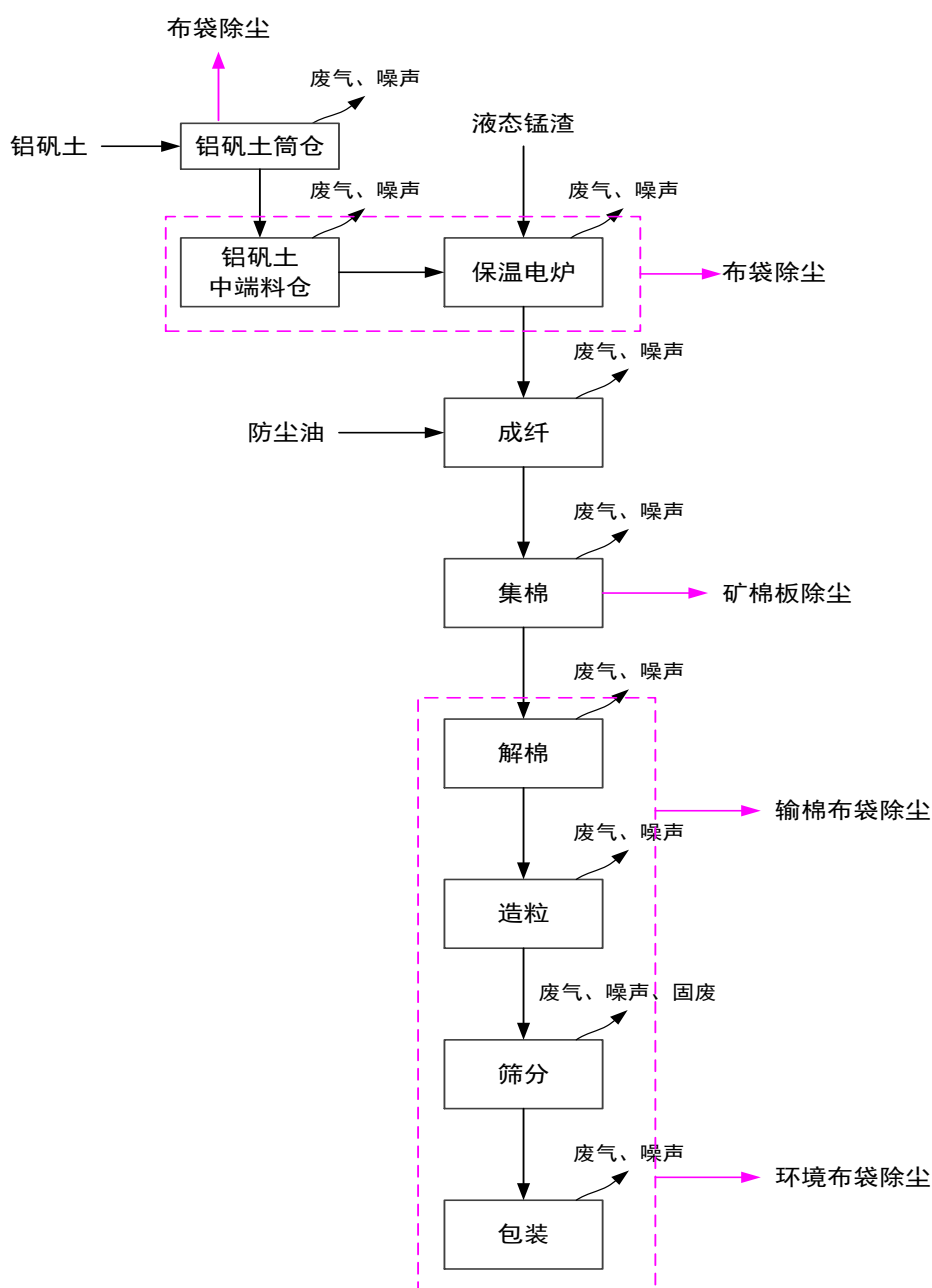 布袋除尘
废气、噪声
铝矾土
铝矾土筒仓
液态锰渣
废气、噪声
废气、噪声
铝矾土
中端料仓
保温电炉
布袋除尘
废气、噪声
防尘油
成纤
废气、噪声
集棉
矿棉板除尘
废气、噪声
解棉
输棉布袋除尘
废气、噪声
造粒
废气、噪声、固废
筛分
废气、噪声
环境布袋除尘
包装